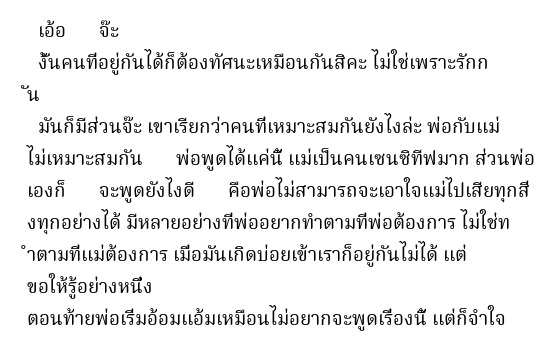 เอ้อ จ๊ะ
งั้นคนที่อยู่กันได้ก็ต้องทัศนะเหมือนกันสิคะ ไม่ใช่เพราะรักก
ัน
มันก็มีส่วนจ๊ะ เขาเรียกว่าคนที่เหมาะสมกันยังไงล่ะ พ่อกับแม่
ไม่เหมาะสมกัน พ่อพูดได้แค่นี้ แม่เป็นคนเซนซิทีฟมาก ส่วนพ่อ
เองก็ จะพูดยังไงดี คือพ่อไม่สามารถจะเอาใจแม่ไปเสียทุกสิ่
งทุกอย่างได้ มีหลายอย่างที่พ่ออยากทำตามที่พ่อต้องการ ไม่ใช่ท
ำตามที่แม่ต้องการ เมื่อมันเกิดบ่อยเข้าเราก็อยู่กันไม่ได้ แต่
ขอให้รู้อย่างหนึ่ง
ตอนท้ายพ่อเริ่มอ้อมแอ้มเหมือนไม่อยากจะพูดเรื่องนี้ แต่ก็จำใจ